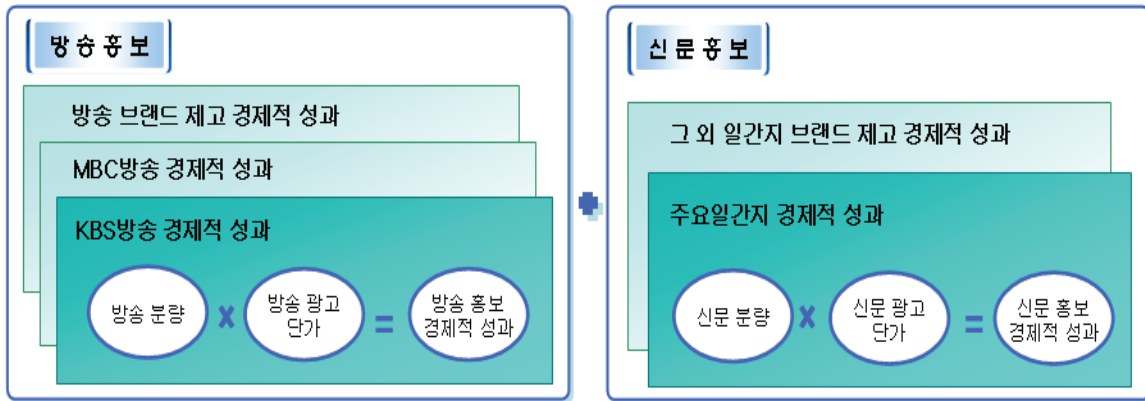 방송홍보
방송 브랜드 제고 경제적 성과
MBC방송 경제적 성과
KBS방송 경제적 성과
방송 분량
×
방송 광고
단가
=
방송 홍보
경제적 성과
+
신문홍보
그 외 일간지 브랜드 제고 경제적 성과
주요일간지 경제적 성과
신문 분량
×
신문 광고
단가
=
신문 홍보
경제적 성과